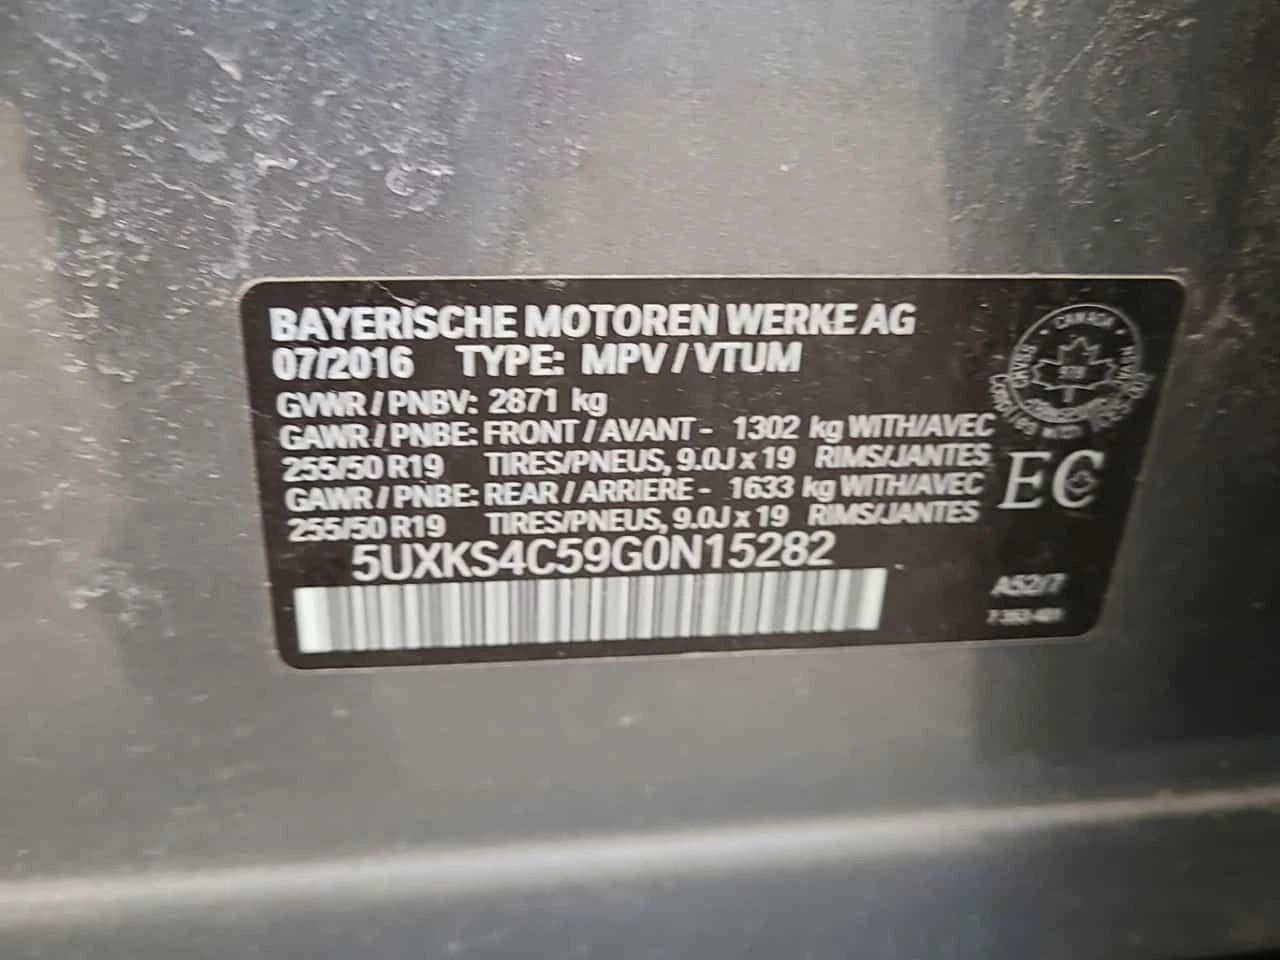 BAYERISCHE MOTOREN WERKE AG
07/2016 TYPE: MPV / VTUM
GVWR / PNBV: 2871 kg
GAWR / PNBE: FRONT / AVANT - 1302 kg WITH/AVEC
255/50 R19 TIRES/PNEUS, 9.0J x 19 RIMS/JANTES
GAWR / PNBE: REAR / ARRIERE - 1633 kg WITH/AVEC
255/50 R19 TIRES/PNEUS, 9.0J x 19 RIMS/JANTES
5UXKS4C59G0N15282
CANADA
EC
A52/7